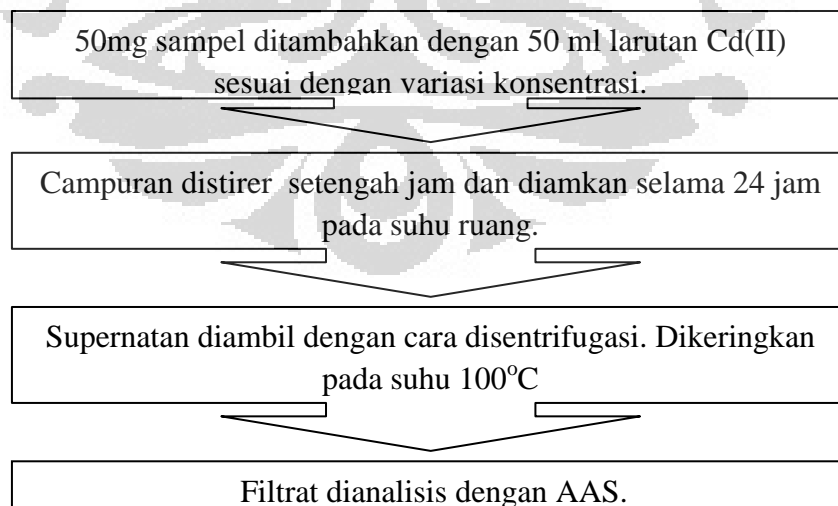 50mg sampel ditambahkan dengan 50 ml larutan Cd(II)
sesuai dengan variasi konsentrasi.
Campuran distirer setengah jam dan diamkan selama 24 jam
pada suhu ruang.
Supernatan diambil dengan cara disentrifugasi. Dikeringkan
pada suhu 100°C
Filtrat dianalisis dengan AAS.